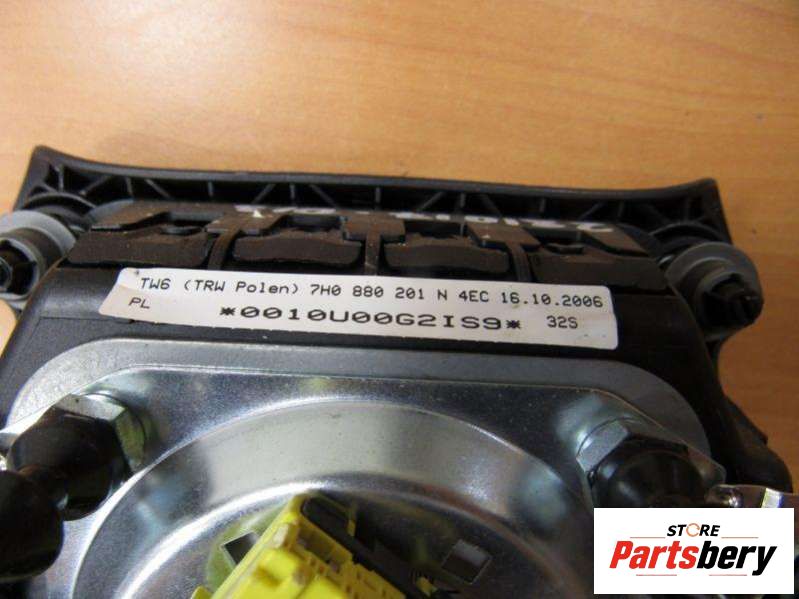 TW6 (TRW Polen) 7H0 880 201 N 4EC 16.10.2006
PL *0010U00G2IS9* 32S
STORE
Partsbery